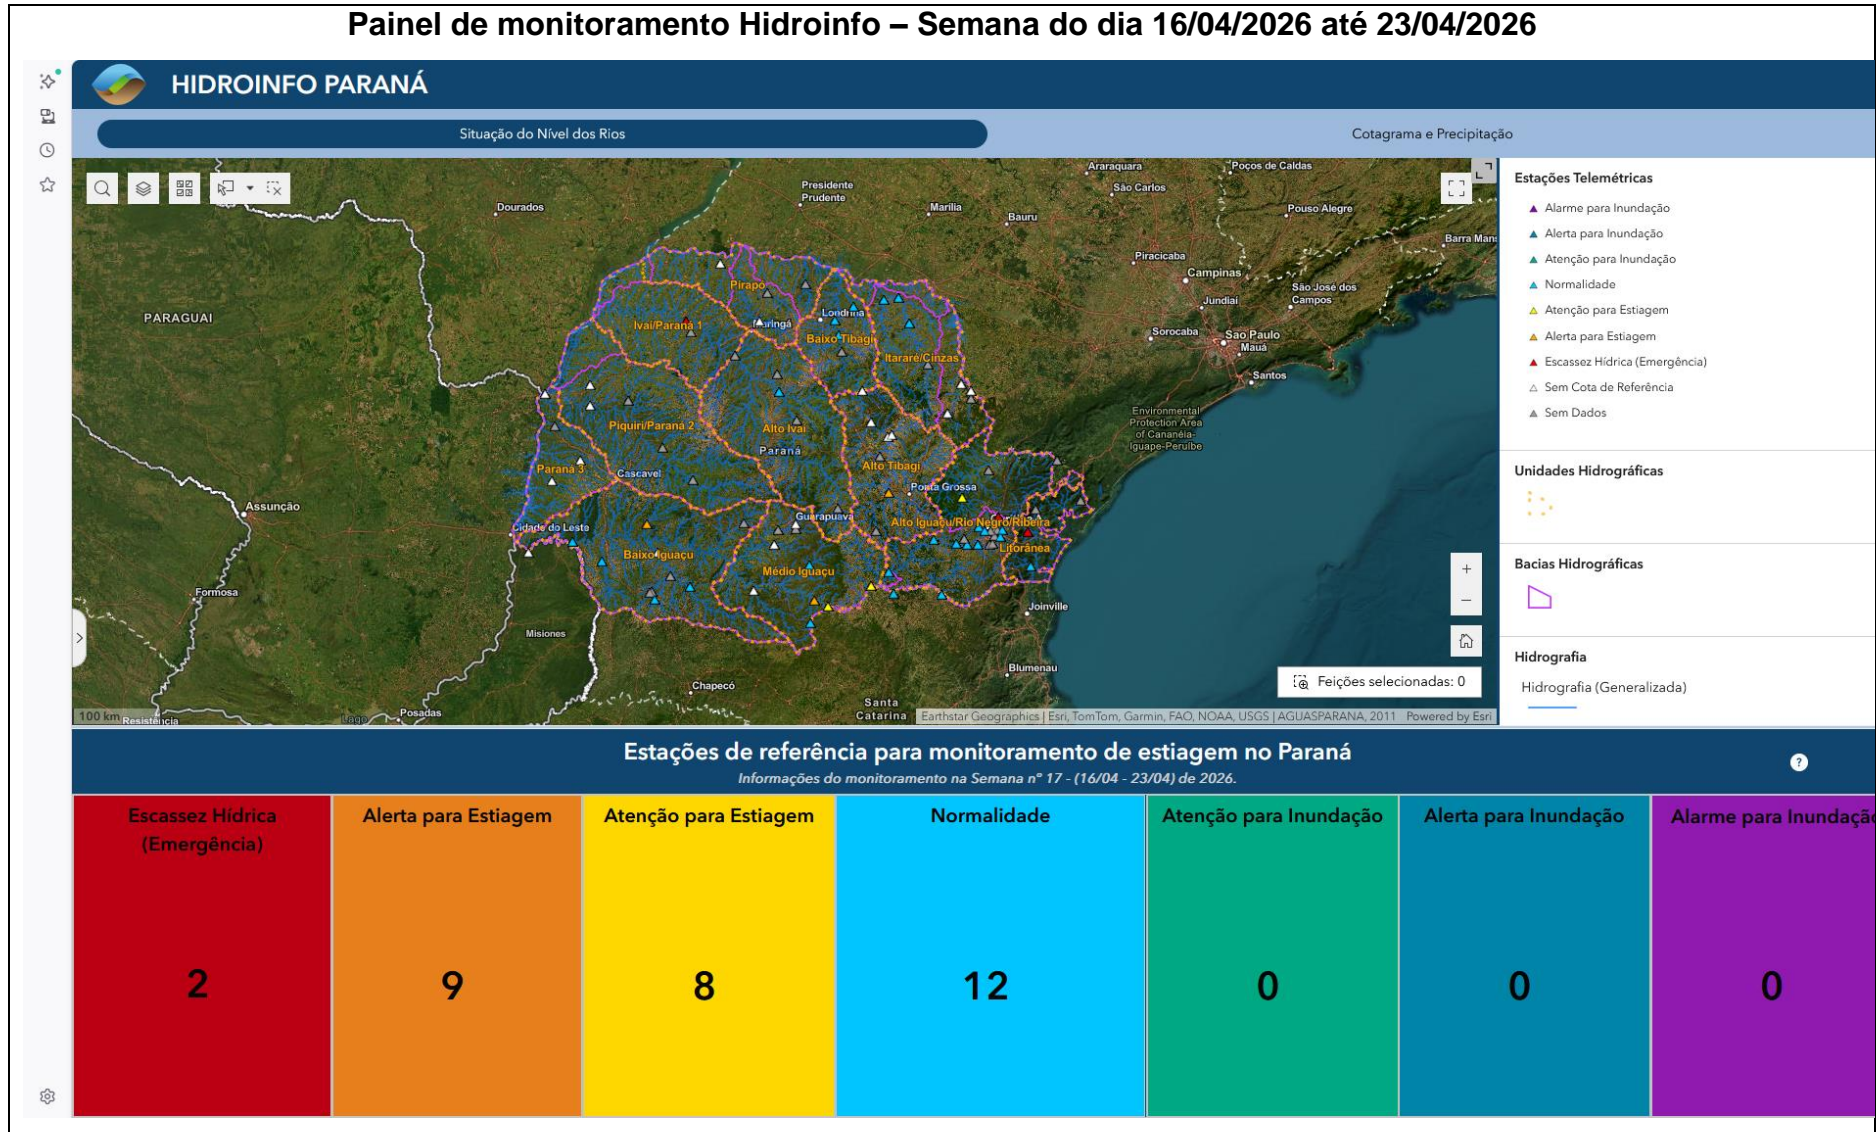 Painel de monitoramento Hidroinfo – Semana do dia 16/04/2026 até 23/04/2026
HIDROINFO PARANÁ
Situação do Nível dos Rios
Cotagrama e Precipitação
Araraquara
Poços de Caldas
Presidente
Prudente
São Carlos
Dourados
Marília
Bauru
Pouso Alegre
Barra Mans
Piracicaba
Campinas
São José dos
Campos
Jundiaí
Pirapó
PARAGUAI
Londrina
Ivaí/Paraná 1
Maringá
Sorocaba
São Paulo
Mauá
Baixo Tibagi
Itararé/Cinzas
Santos
Environmental
Protection Area
of Cananéia-
Iguape-Peruíbe
Piquiri/Paraná 2
Alto Ivaí
Paraná
Paraná 3
Cascavel
Alto Tibagi
Ponta Grossa
Assunção
Guarapuava
Alto Iguaçu/Rio Negro/Ribeira
Cidade do Leste
Litorânea
Baixo Iguaçu
Médio Iguaçu
Formosa
Joinville
Misiones
Blumenau
Chapecó
Santa
Catarina
Posadas
Lago
Resistência
100 km
Feições selecionadas: 0
Earthstar Geographics | Esri, TomTom, Garmin, FAO, NOAA, USGS | AGUASPARANA, 2011 Powered by Esri
Estações Telemétricas
Alarme para Inundação
Alerta para Inundação
Atenção para Inundação
Normalidade
Atenção para Estiagem
Alerta para Estiagem
Escassez Hídrica (Emergência)
Sem Cota de Referência
Sem Dados
Unidades Hidrográficas
Bacias Hidrográficas
Hidrografia
Hidrografia (Generalizada)
Estações de referência para monitoramento de estiagem no Paraná
Informações do monitoramento na Semana nº 17 - (16/04 - 23/04) de 2026.
?
Escassez Hídrica
(Emergência)
2
Alerta para Estiagem
9
Atenção para Estiagem
8
Normalidade
12
Atenção para Inundação
0
Alerta para Inundação
0
Alarme para Inundação
0